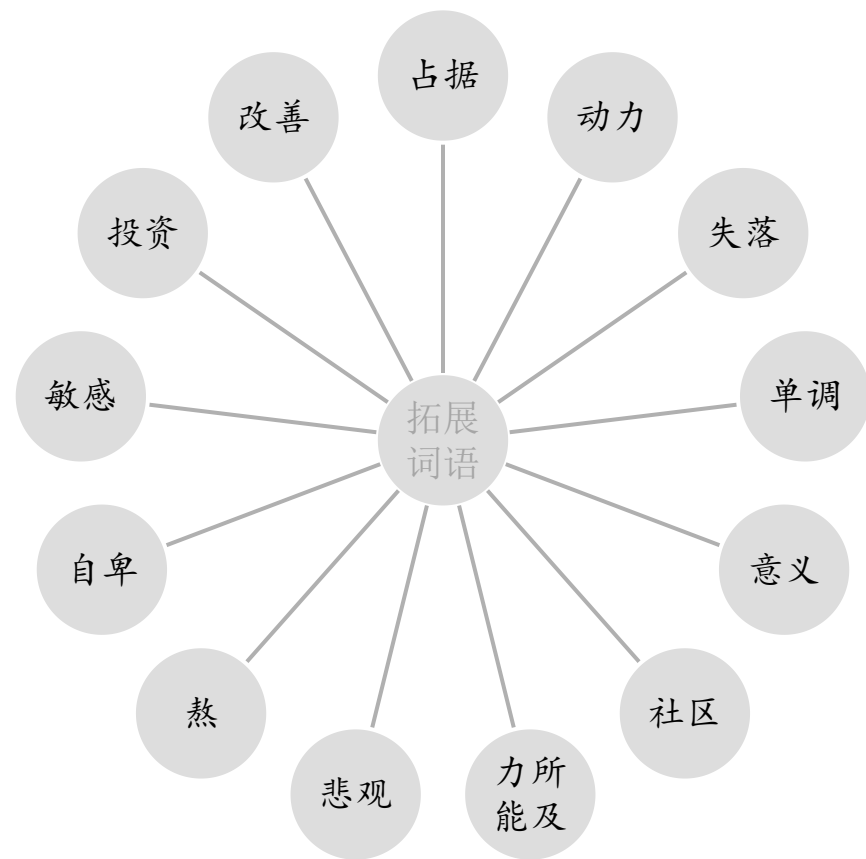 占据
动力
失落
单调
意义
社区
力所
能及
悲观
熬
自卑
敏感
投资
改善
拓展
词语